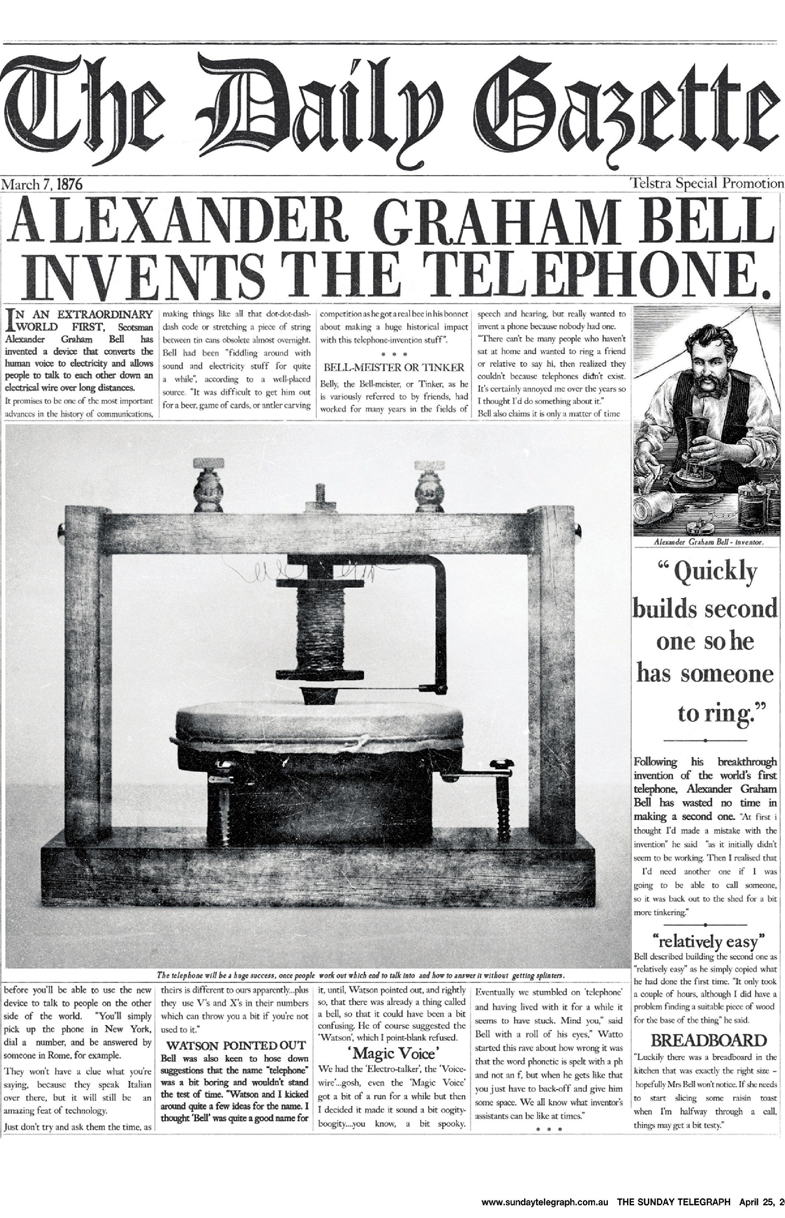 The Daily Gazette
March 7, 1876
Telstra Special Promotion
ALEXANDER GRAHAM BELL
INVENTS THE TELEPHONE.
IN AN EXTRAORDINARY
WORLD FIRST, Scotsman
Alexander Graham Bell has
invented a device that converts the
human voice to electricity and allows
people to talk to each other down an
electrical wire over long distances.
It promises to be one of the most important
advances in the history of communications,
making things like all that dot-dot-dash-
dash code or stretching a piece of string
between tin cans obsolete almost overnight.
Bell had been "fiddling around with
sound and electricity stuff for quite
a while", according to a well-placed
source. "It was difficult to get him out
for a beer, game of cards, or antler carving
competition as he got a real bee in his bonnet
about making a huge historical impact
with this telephone-invention stuff".
* * *
BELL-MEISTER OR TINKER
Belly, the Bell-meister, or Tinker, as he
is variously referred to by friends, had
worked for many years in the fields of
speech and hearing, but really wanted to
invent a phone because nobody had one.
"There can't be many people who haven't
sat at home and wanted to ring a friend
or relative to say hi, then realized they
couldn't because telephones didn't exist.
It's certainly annoyed me over the years so
I thought I'd do something about it."
Bell also claims it is only a matter of time
Alexander Graham Bell - inventor.
The telephone will be a huge success, once people work out which end to talk into and how to answer it without getting splinters.
before you'll be able to use the new
device to talk to people on the other
side of the world. "You'll simply
pick up the phone in New York,
dial a number, and be answered by
someone in Rome, for example.
They won't have a clue what you're
saying, because they speak Italian
over there, but it will still be an
amazing feat of technology.
Just don't try and ask them the time, as
theirs is different to ours apparently...plus
they use V's and X's in their numbers
which can throw you a bit if you're not
used to it."
WATSON POINTED OUT
Bell was also keen to hose down
suggestions that the name "telephone"
was a bit boring and wouldn't stand
the test of time. "Watson and I kicked
around quite a few ideas for the name. I
thought 'Bell' was quite a good name for
it, until, Watson pointed out, and rightly
so, that there was already a thing called
a bell, so that it could have been a bit
confusing. He of course suggested the
'Watson', which I point-blank refused.
'Magic Voice'
We had the 'Electro-talker', the 'Voice-
wire'...gosh, even the 'Magic Voice'
got a bit of a run for a while but then
I decided it made it sound a bit oogity-
boogity....you know, a bit spooky.
Eventually we stumbled on 'telephone'
and having lived with it for a while it
seems to have stuck. Mind you," said
Bell with a roll of his eyes," Watto
started this rave about how wrong it was
that the word phonetic is spelt with a ph
and not an f, but when he gets like that
you just have to back-off and give him
some space. We all know what inventor's
assistants can be like at times."
* * *
" Quickly
builds second
one so he
has someone
to ring."
Following his breakthrough
invention of the world's first
telephone, Alexander Graham
Bell has wasted no time in
making a second one. "At first i
thought I'd made a mistake with the
invention" he said "as it initially didn't
seem to be working. Then I realised that
I'd need another one if I was
going to be able to call someone,
so it was back out to the shed for a bit
more tinkering."
"relatively easy"
Bell described building the second one as
"relatively easy" as he simply copied what
he had done the first time. "It only took
a couple of hours, although I did have a
problem finding a suitable piece of wood
for the base of the thing" he said.
BREADBOARD
"Luckily there was a breadboard in the
kitchen that was exactly the right size –
hopefully Mrs Bell won't notice. If she needs
to start slicing some raisin toast
when I'm halfway through a call,
things may get a bit testy."
www.sundaytelegraph.com.au THE SUNDAY TELEGRAPH April 25, 2